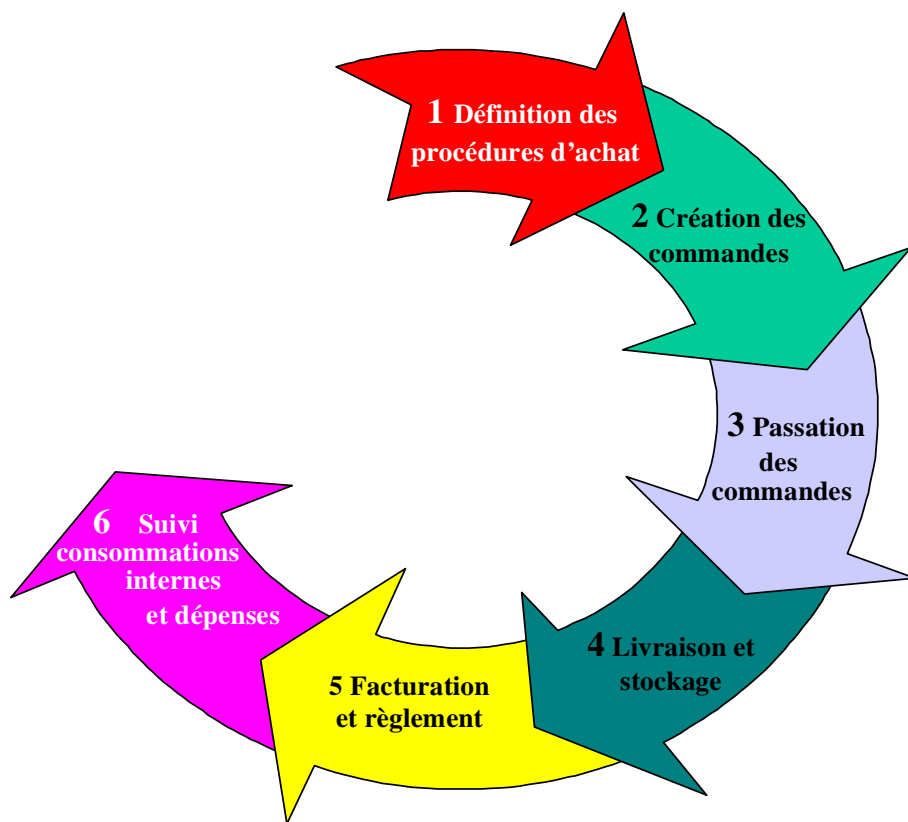 1 Définition des
procédures d’achat
2 Création des
commandes
3 Passation
des
commandes
4 Livraison et
stockage
5 Facturation
et règlement
6 Suivi
consommations
internes
et dépenses